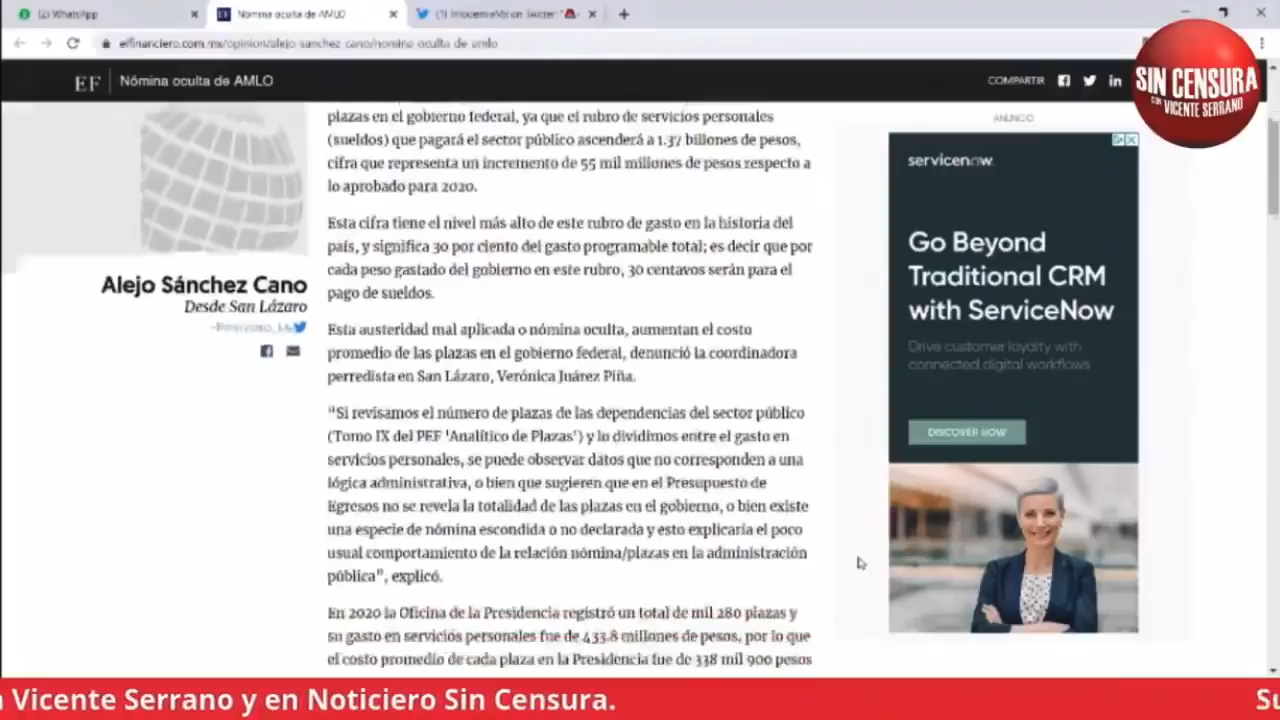 (2) WhatsApp
Nómina oculta de AMLO
elfinanciero.com.mx/opinion/alejo-sanchez-cano/nomina-oculta-de-amlo
EF
Nómina oculta de AMLO
COMPARTIR
SIN CENSURA
CON VICENTE SERRANO
ANUNCIO
plazas en el gobierno federal, ya que el rubro de servicios personales
(sueldos) que pagará el sector público ascenderá a 1.37 billones de pesos,
cifra que representa un incremento de 55 mil millones de pesos respecto a
lo aprobado para 2020.
Esta cifra tiene el nivel más alto de este rubro de gasto en la historia del
país, y significa 30 por ciento del gasto programable total; es decir que por
cada peso gastado del gobierno en este rubro, 30 centavos serán para el
pago de sueldos.
Alejo Sánchez Cano
Desde San Lázaro
Esta austeridad mal aplicada o nómina oculta, aumentan el costo
promedio de las plazas en el gobierno federal, denunció la coordinadora
perredista en San Lázaro, Verónica Juárez Piña.
"Si revisamos el número de plazas de las dependencias del sector público
(Tomo IX del PEF 'Analítico de Plazas') y lo dividimos entre el gasto en
servicios personales, se puede observar datos que no corresponden a una
lógica administrativa, o bien que sugieren que en el Presupuesto de
Egresos no se revela la totalidad de las plazas en el gobierno, o bien existe
una especie de nómina escondida o no declarada y esto explicaría el poco
usual comportamiento de la relación nómina/plazas en la administración
pública", explicó.
En 2020 la Oficina de la Presidencia registró un total de mil 280 plazas y
su gasto en servicios personales fue de 433.8 millones de pesos, por lo que
el costo promedio de cada plaza en la Presidencia fue de 338 mil 900 pesos
servicenow
Go Beyond
Traditional CRM
with ServiceNow
Drive customer loyalty with
connected digital workflows
DISCOVER NOW
Vicente Serrano y en Noticiero Sin Censura.